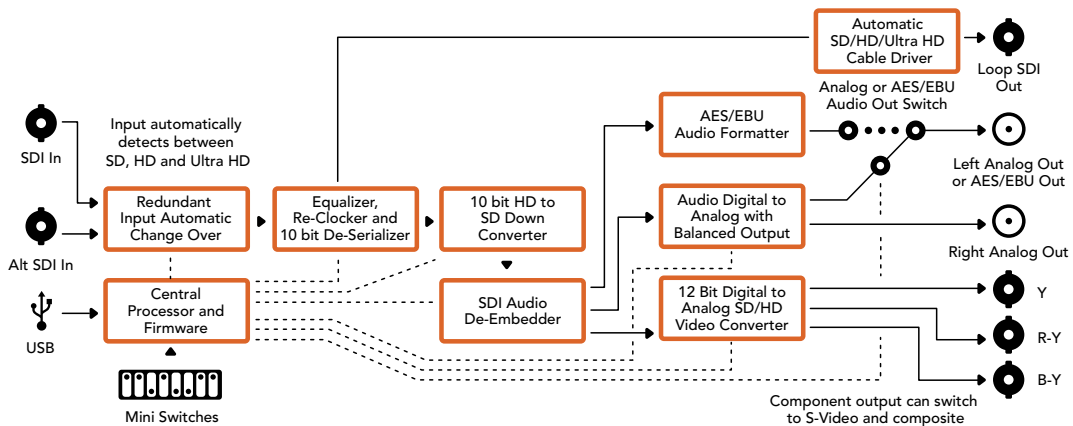 Automatic
SD/HD/Ultra HD
Cable Driver
Loop SDI
Out
Analog or AES/EBU
Audio Out Switch
AES/EBU
Audio Formatter
SDI In
Input automatically
detects between
SD, HD and Ultra HD
Left Analog Out
or AES/EBU Out
Redundant
Input Automatic
Change Over
Equalizer,
Re-Clocker and
10 bit De-Serializer
10 bit HD to
SD Down
Converter
Audio Digital to
Analog with
Balanced Output
Alt SDI In
Right Analog Out
Central
Processor and
Firmware
SDI Audio
De-Embedder
12 Bit Digital to
Analog SD/HD
Video Converter
Y
USB
R-Y
B-Y
Mini Switches
Component output can switch
to S-Video and composite